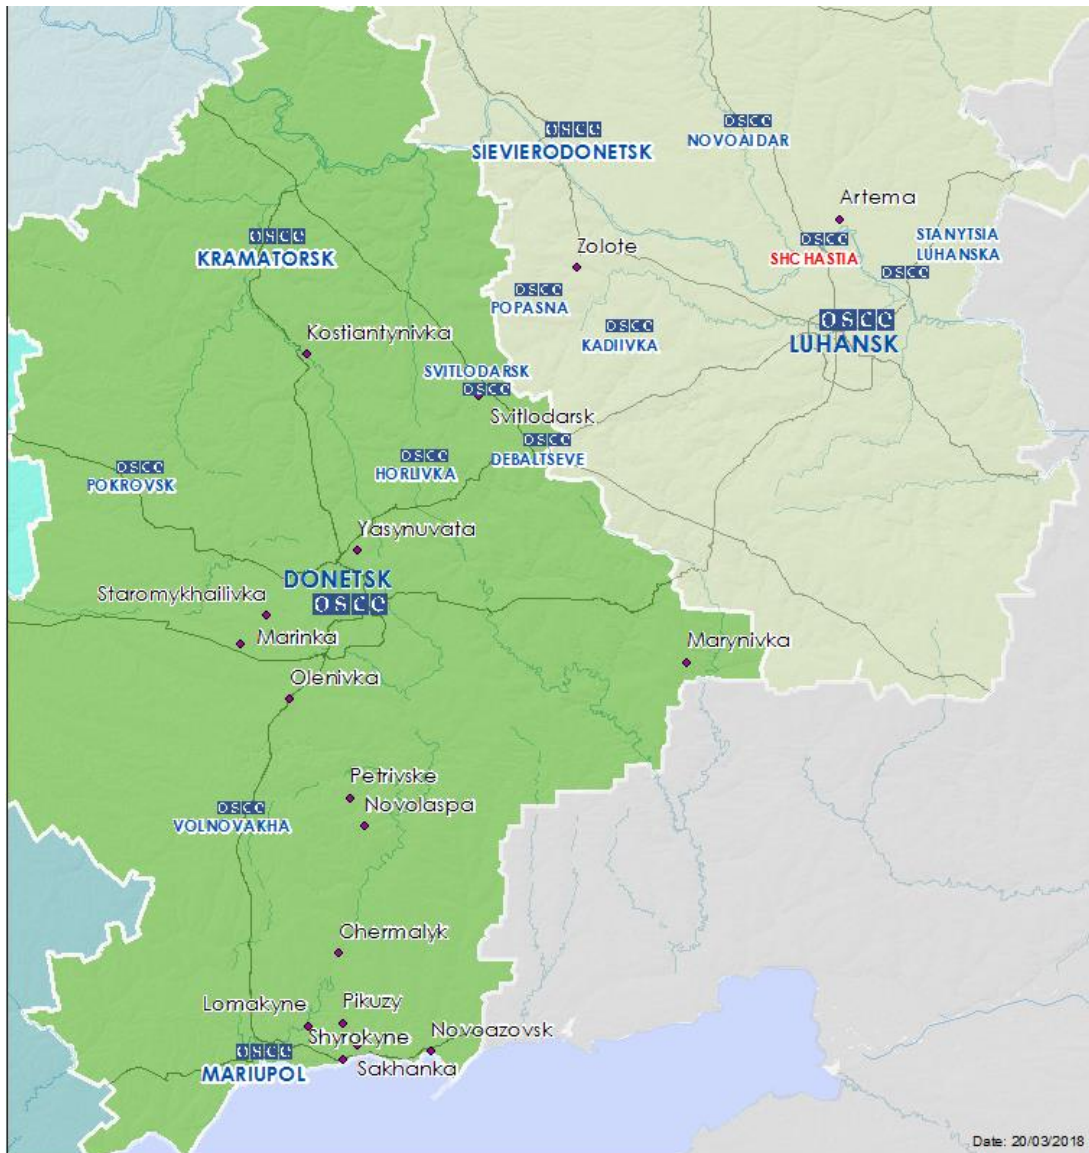 OSCE
SIEVIERODONETSK
OSCE
NOVOAIDAR
Artema
OSCE
KRAMATORSK
OSCE
SHCHASTIA
STANYTSIA
LUHANSKA
OSCE
Zolote
OSCE
POPASNA
OSCE
KADIIVKA
OSCE
LUHANSK
Kostiantynivka
SVITLODARSK
OSCE
Svitlodarsk
OSCE
DEBALTSEVE
OSCE
HORLIVKA
OSCE
POKROVSK
Yasynuvata
DONETSK
OSCE
Staromykhailivka
Marinka
Marynivka
Olenivka
Petrivske
Novolaspa
OSCE
VOLNOVAKHA
Chermalyk
Lomakyne
Pikuzy
Shyrokyne
Novoazovsk
OSCE
MARIUPOL
Sakhanka
Date: 20/03/2018